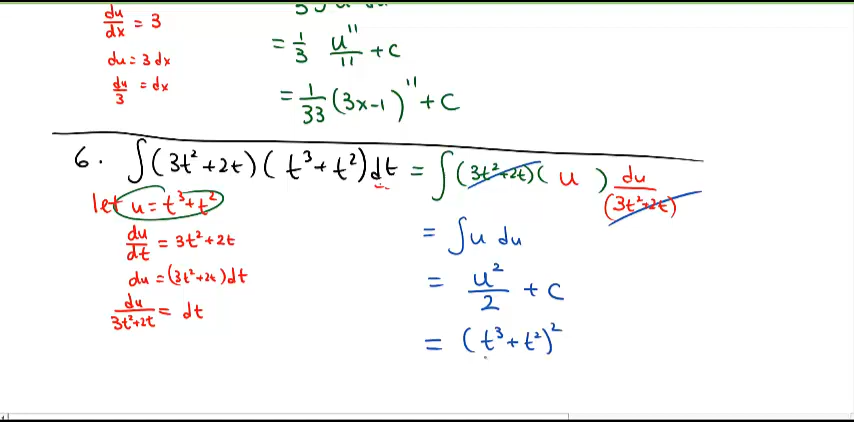 du/dx = 3
du = 3 dx
du/3 = dx
= 1/3 u^11/11 + C
= 1/33 (3x-1)^11 + C
6. ∫(3t²+2t)(t³+t²)dt = ∫(3t²+2t)(u) du/(3t²+2t)
let u = t³+t²
du/dt = 3t²+2t
du = (3t²+2t)dt
du/3t²+2t = dt
= ∫u du
= u²/2 + C
= (t³+t²)²